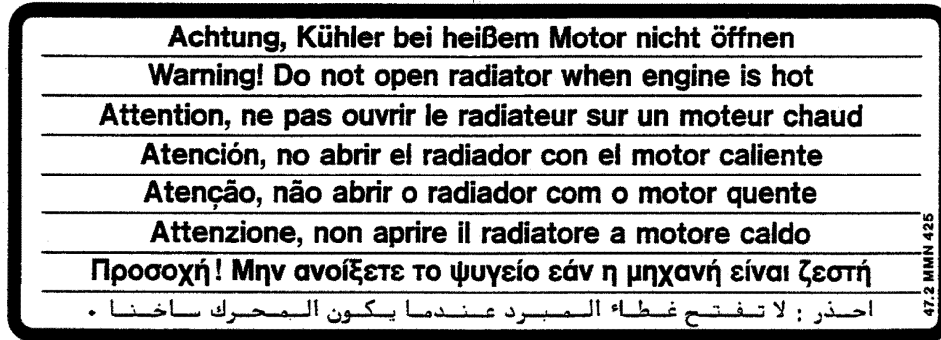 Achtung, Kühler bei heißem Motor nicht öffnen
Warning! Do not open radiator when engine is hot
Attention, ne pas ouvrir le radiateur sur un moteur chaud
Atención, no abrir el radiador con el motor caliente
Atenção, não abrir o radiador com o motor quente
Attenzione, non aprire il radiatore a motore caldo
Προσοχή! Μην ανοίξετε το ψυγείο εάν η μηχανή είναι ζεστή
احذر : لا تفتح غطاء المبرد عندما يكون المحرك ساخنا .
47.2 MMN 425